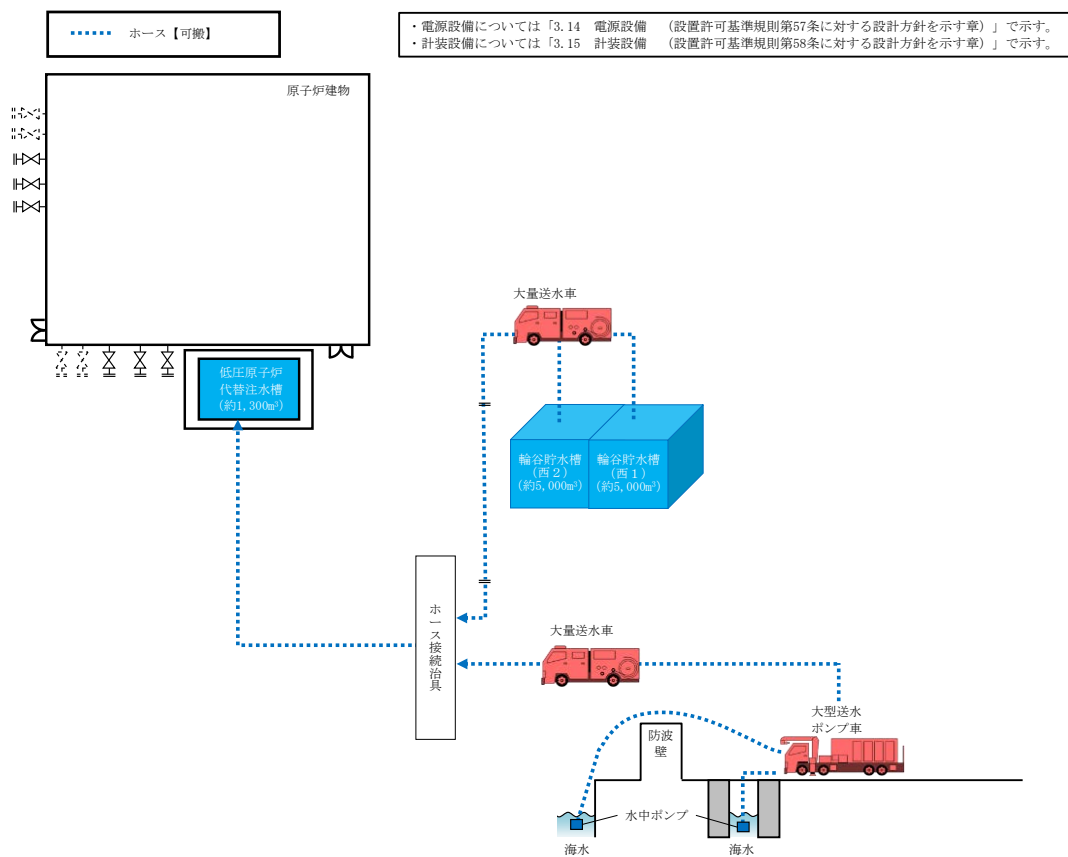 ホース【可搬】
・電源設備については「3.14　電源設備　（設置許可基準規則第57条に対する設計方針を示す章）」で示す。
・計装設備については「3.15　計装設備　（設置許可基準規則第58条に対する設計方針を示す章）」で示す。
原子炉建物
大量送水車
低圧原子炉
代替注水槽
(約1,300m³)
輪谷貯水槽
(西２)
(約5,000m³)
輪谷貯水槽
(西１)
(約5,000m³)
ホース接続治具
大量送水車
大型送水
ポンプ車
防波
壁
水中ポンプ
海水
海水